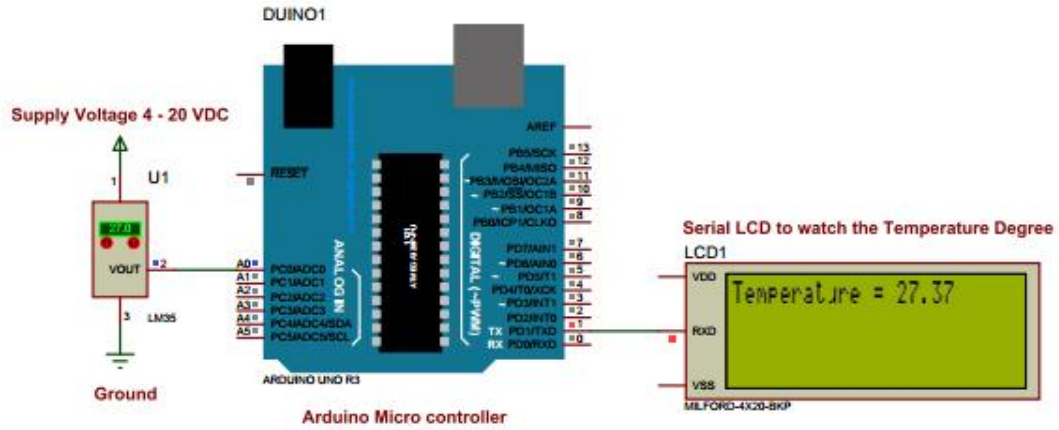 DUINO1
Supply Voltage 4 - 20 VDC
1
U1
27.0
VOUT
2
3
LM35
Ground
RESET
AREF
PB5/SCK
13
PB4/MISO
12
PB3/MOSI/OC2A
11
~PB2/SS/OC1B
10
~PB1/OC1A
9
PB0/ICP1/CLKO
8
PD7/AIN1
7
~PD6/AIN0
6
~PD5/T1
5
PD4/T0/XCK
4
~PD3/INT1
3
PD2/INT0
2
TX PD1/TXD
1
RX PD0/RXD
0
DIGITAL (~PWM)
ANALOG IN
A0 PC0/ADC0
A1 PC1/ADC1
A2 PC2/ADC2
A3 PC3/ADC3
A4 PC4/ADC4/SDA
A5 PC5/ADC5/SCL
ARDUINO UNO R3
Arduino Micro controller
Serial LCD to watch the Temperature Degree
LCD1
VDD
RXD
VSS
Temperature = 27.37
MILFORD-4X20-BKP